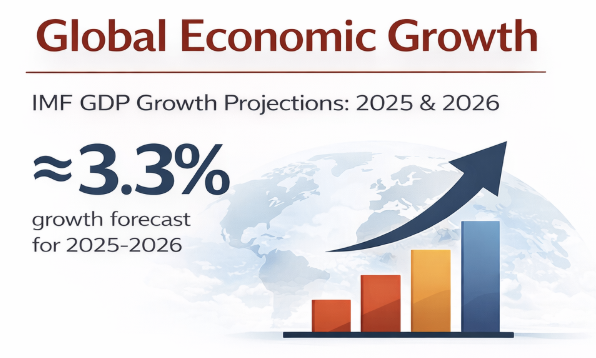 Global Economic Growth
IMF GDP Growth Projections: 2025 & 2026
≈3.3%
growth forecast
for 2025-2026